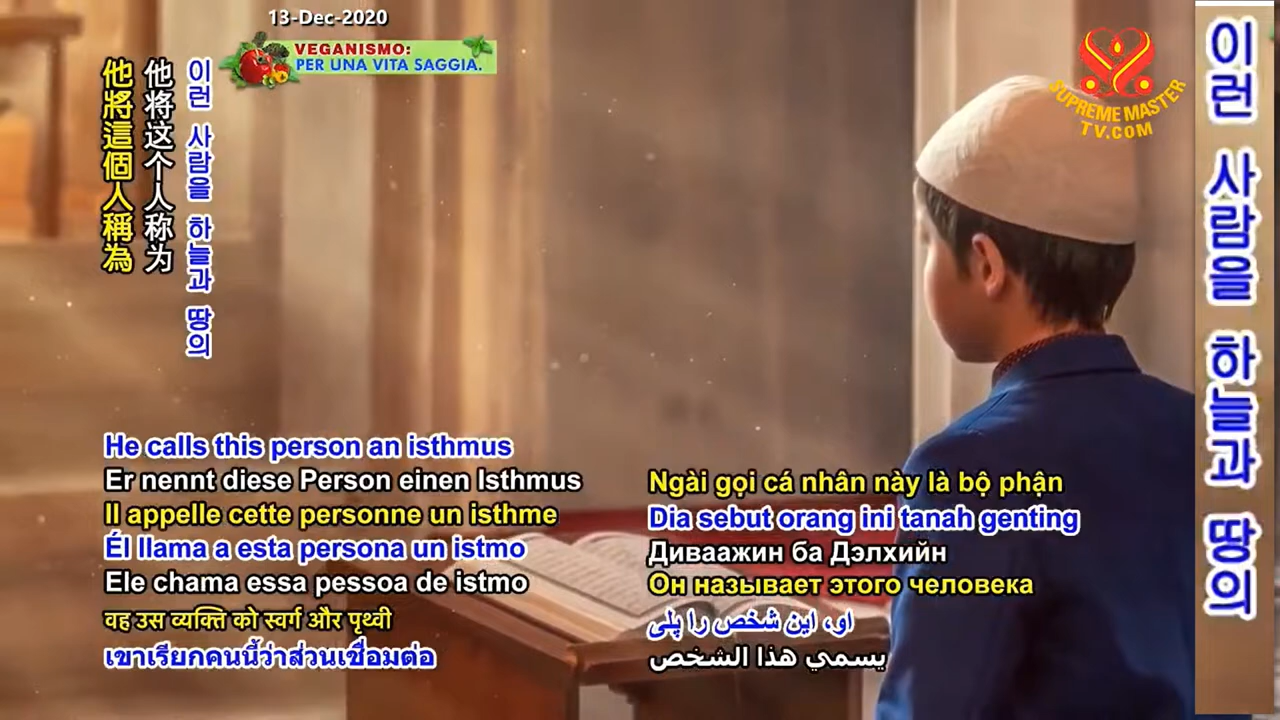 13-Dec-2020
VEGANISMO:
PER UNA VITA SAGGIA.
SUPREME MASTER
TV.COM
이런 사람을 하늘과 땅의
他将这个人称为
他將這個人稱為
이런 사람을 하늘과 땅의
He calls this person an isthmus
Er nennt diese Person einen Isthmus
Il appelle cette personne un isthme
Él llama a esta persona un istmo
Ele chama essa pessoa de istmo
वह उस व्यक्ति को स्वर्ग और पृथ्वी
เขาเรียกคนนี้ว่าส่วนเชื่อมต่อ
Ngài gọi cá nhân này là bộ phận
Dia sebut orang ini tanah genting
Диваажин ба Дэлхийн
Он называет этого человека
او، این شخص را پلی
يسمي هذا الشخص